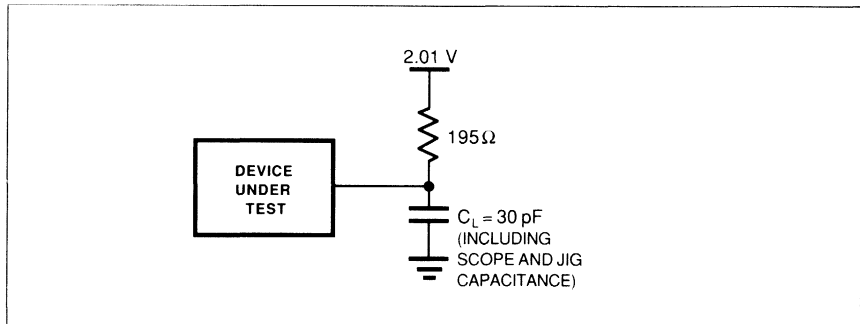 2.01 V
195Ω
DEVICE
UNDER
TEST
C_L = 30 pF
(INCLUDING
SCOPE AND JIG
CAPACITANCE)